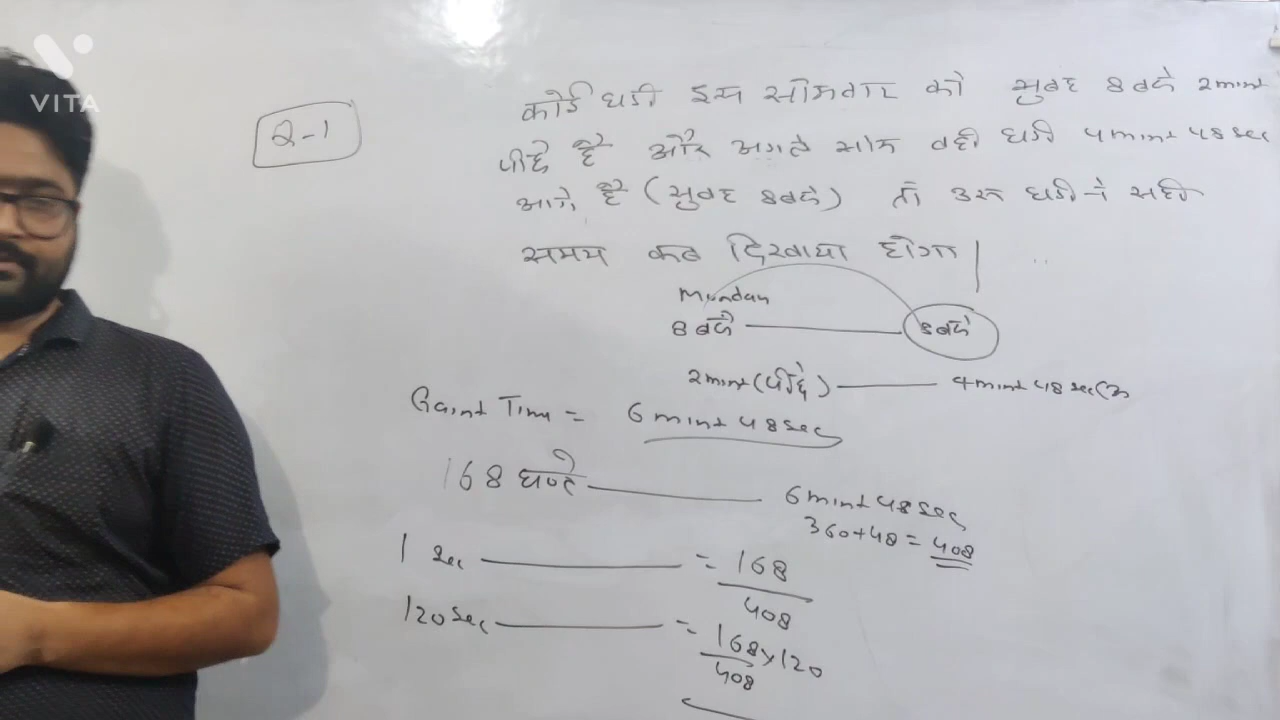 VITA
Q-1
कोई घडी इस सोमवार को सुबह 8 बजे 2 mint
पीछे है और अगले सोम वही घडी 4 mint 48 sec
आगे है (सुबह 8 बजे) तो उस घडी ने सही
समय कब दिखाया होगा |
Munday
8 बजे — 8 बजे
2 mint (पीछे) — 4 mint 48 sec (
Gaint Time = 6 mint 48 sec
168 घण्टे — 6 mint 48 sec
360+48 = 408
1 sec — = 168/408
120 sec — = 168×120/408